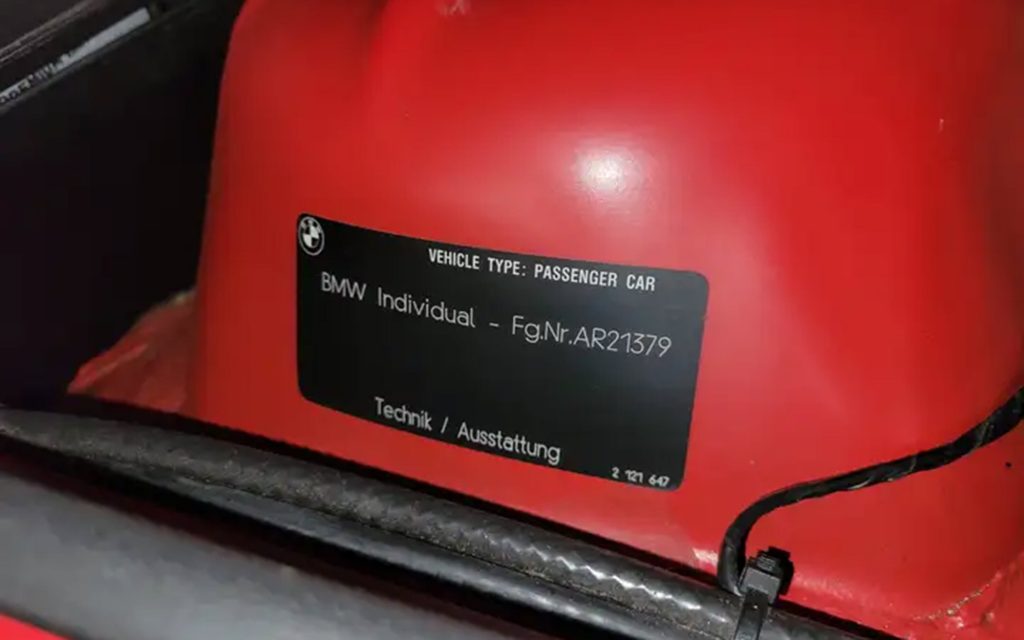 VEHICLE TYPE: PASSENGER CAR
BMW Individual - Fg.Nr.AR21379
Technik / Ausstattung
2 121 647